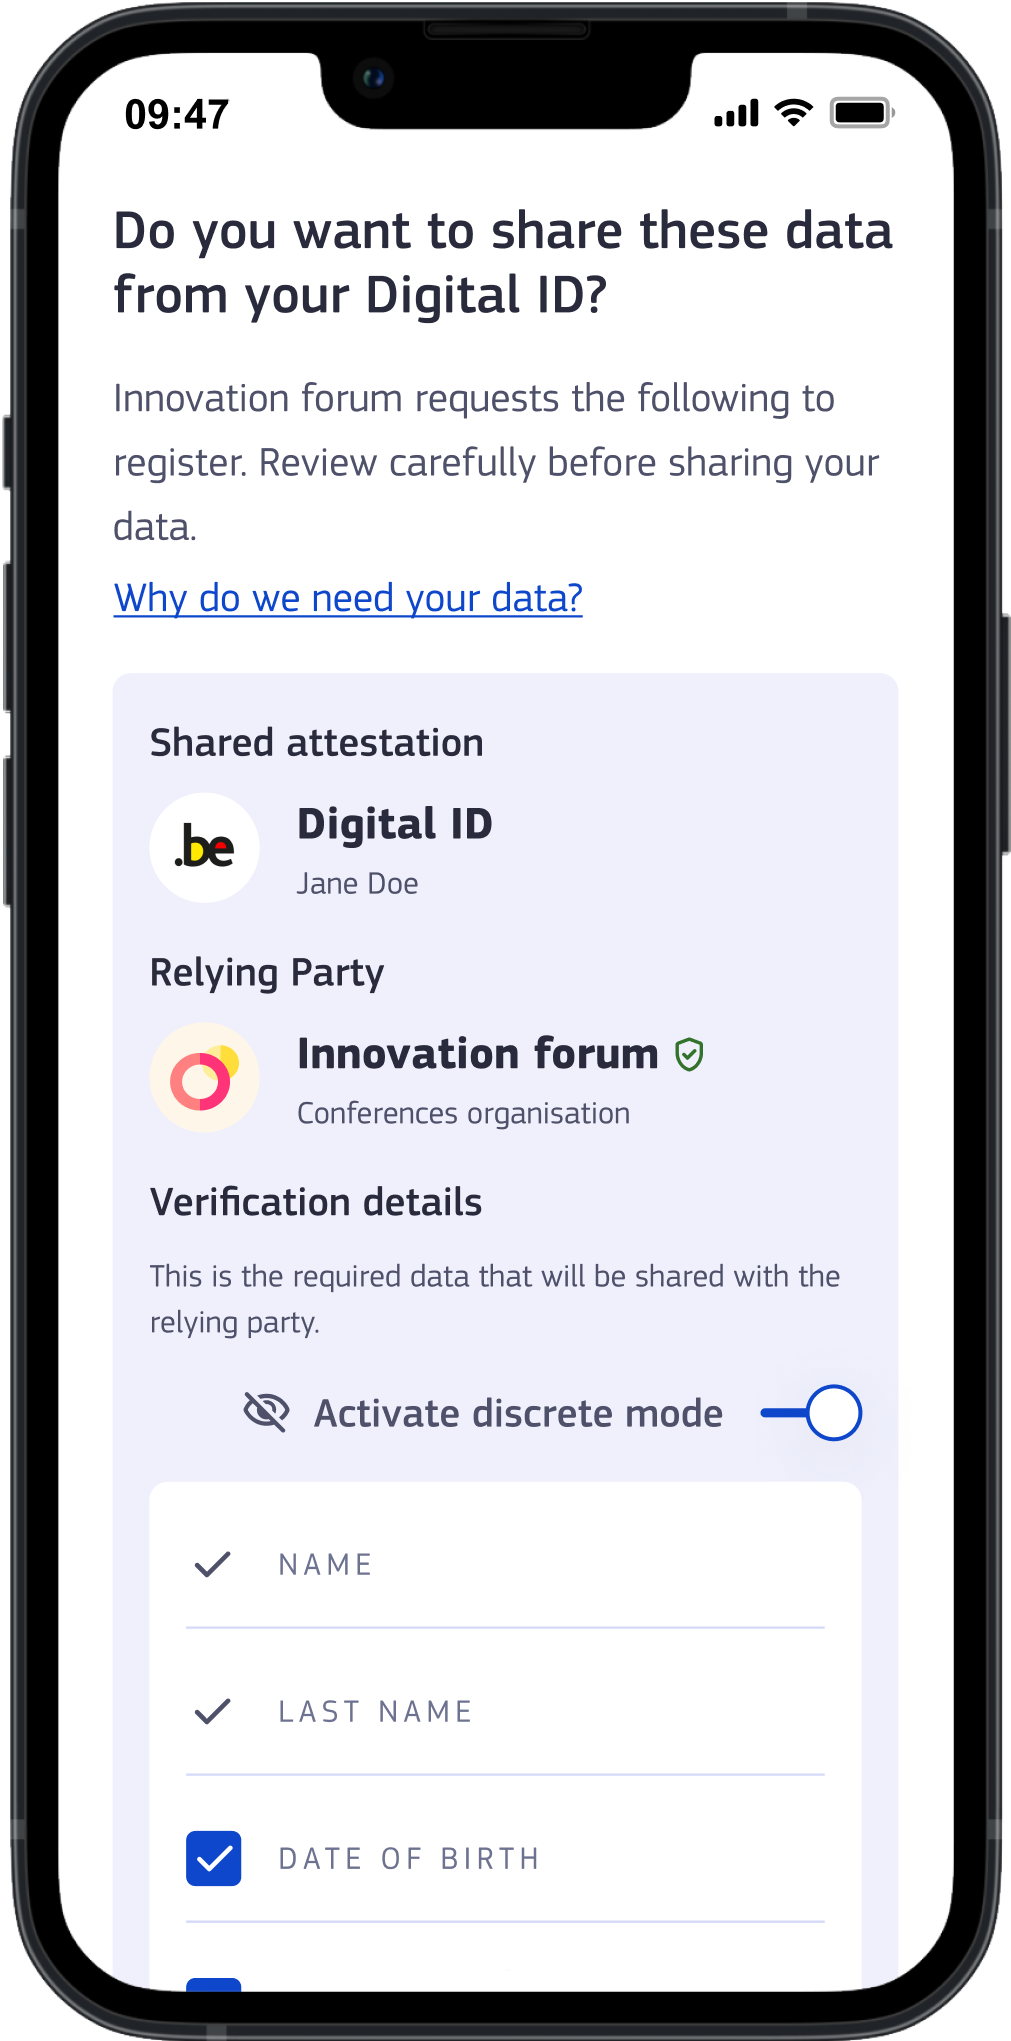 09:47
Do you want to share these data
from your Digital ID?
Innovation forum requests the following to
register. Review carefully before sharing your
data.
Why do we need your data?
Shared attestation
.be
Digital ID
Jane Doe
Relying Party
Innovation forum
Conferences organisation
Verification details
This is the required data that will be shared with the
relying party.
Activate discrete mode
NAME
LAST NAME
DATE OF BIRTH